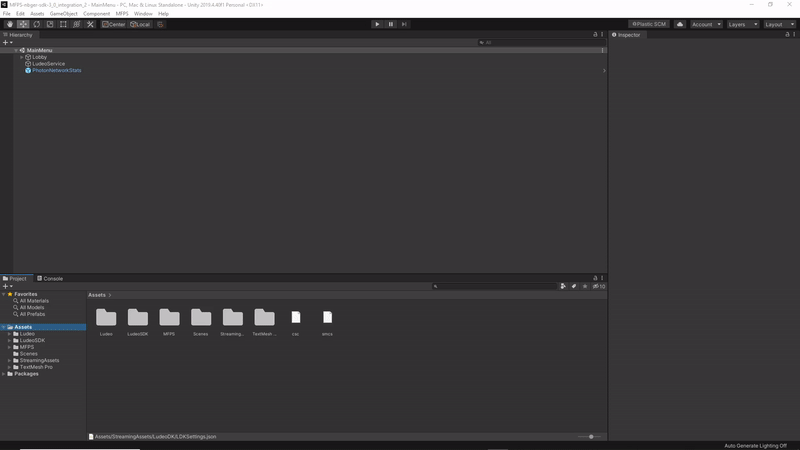 MFPS-nbger-sdk-3_0_integration_2 - MainMenu - PC, Mac & Linux Standalone - Unity 2019.4.40f1 Personal <DX11>
File Edit Assets GameObject Component MFPS Window Help
Center Local Plastic SCM Account Layers Layout
Hierarchy
Inspector
All
MainMenu
Lobby
LudeoService
PhotonNetworkStats
Project Console
10
Favorites
All Materials
All Models
All Prefabs
Assets
Ludeo
LudeoSDK
MFPS
Scenes
StreamingAssets
TextMesh Pro
Packages
Assets
Ludeo LudeoSDK MFPS Scenes Streaming... TextMesh ... csc smcs
Assets/StreamingAssets/LudeoDK/LDKSettings.json
Auto Generate Lighting Off